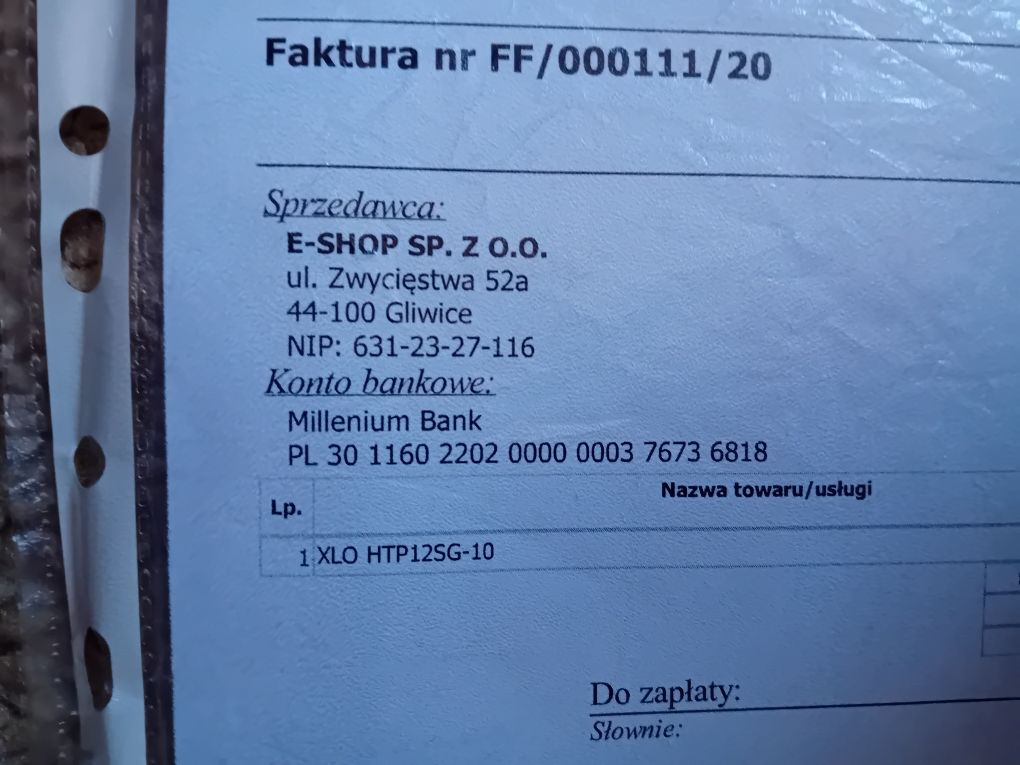 Faktura nr FF/000111/20
Sprzedawca:
E-SHOP SP. Z O.O.
ul. Zwycięstwa 52a
44-100 Gliwice
NIP: 631-23-27-116
Konto bankowe:
Millenium Bank
PL 30 1160 2202 0000 0003 7673 6818
Lp. Nazwa towaru/usługi
1 XLO HTP12SG-10
Do zapłaty:
Słownie: